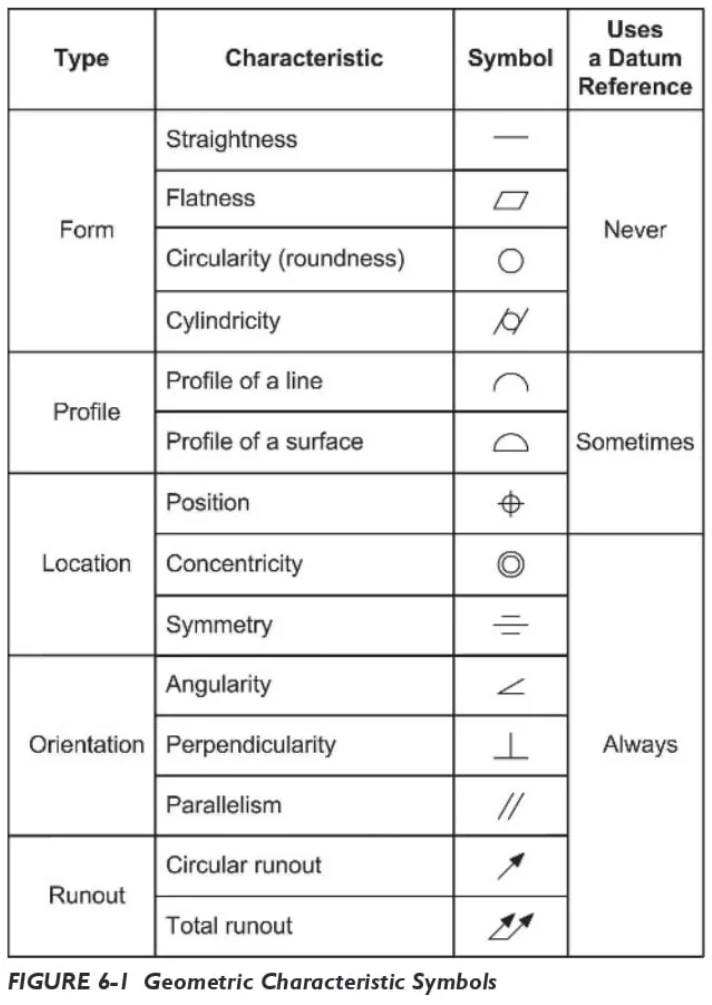 Type Characteristic Symbol Uses a Datum Reference
Straightness
Flatness
Form Never
Circularity (roundness)
Cylindricity
Profile of a line
Profile
Profile of a surface Sometimes
Position
Location Concentricity
Symmetry
Angularity
Orientation Perpendicularity Always
Parallelism
Circular runout
Runout
Total runout
FIGURE 6-1 Geometric Characteristic Symbols